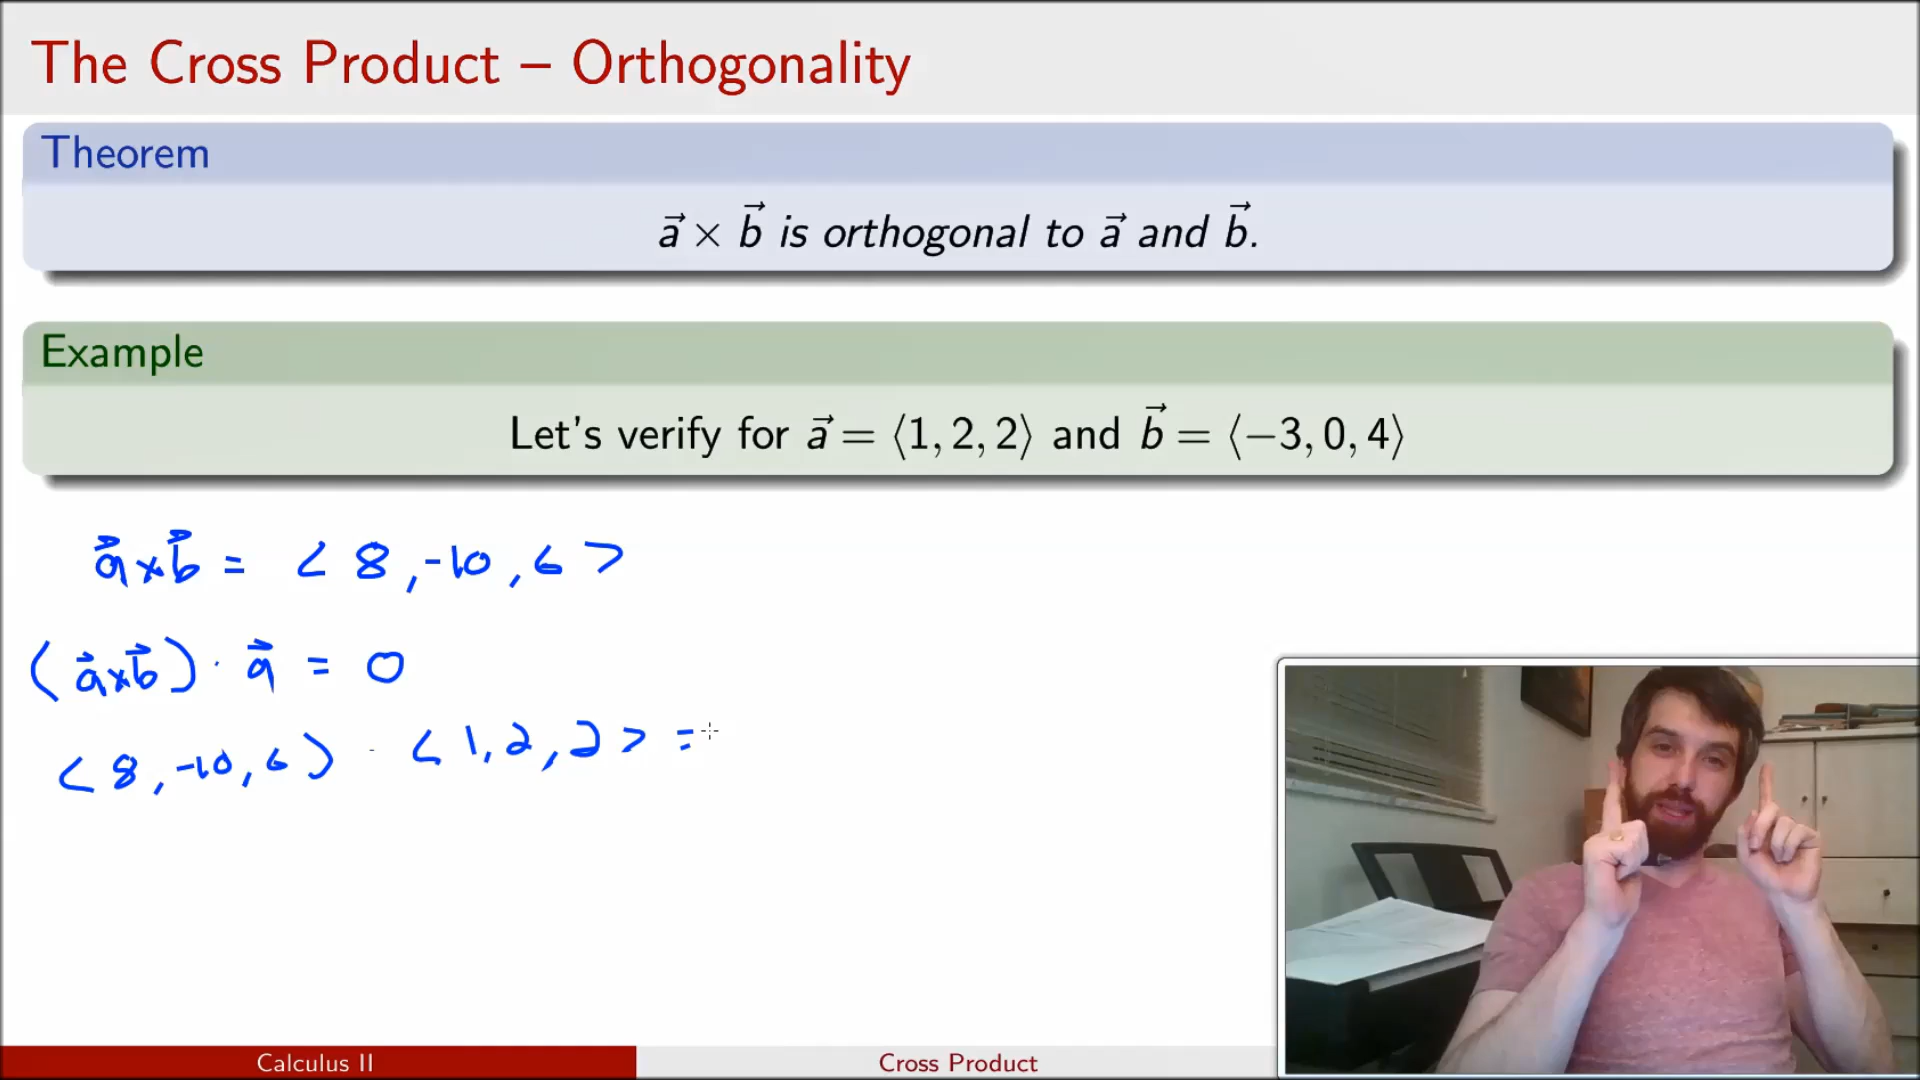 The Cross Product – Orthogonality
Theorem
a⃗ × b⃗ is orthogonal to a⃗ and b⃗.
Example
Let's verify for a⃗ = ⟨1, 2, 2⟩ and b⃗ = ⟨−3, 0, 4⟩
a⃗×b⃗ = < 8, -10, 6 >
(a⃗×b⃗) · a⃗ = 0
< 8, -10, 6 > · < 1, 2, 2 > =
Calculus II
Cross Product